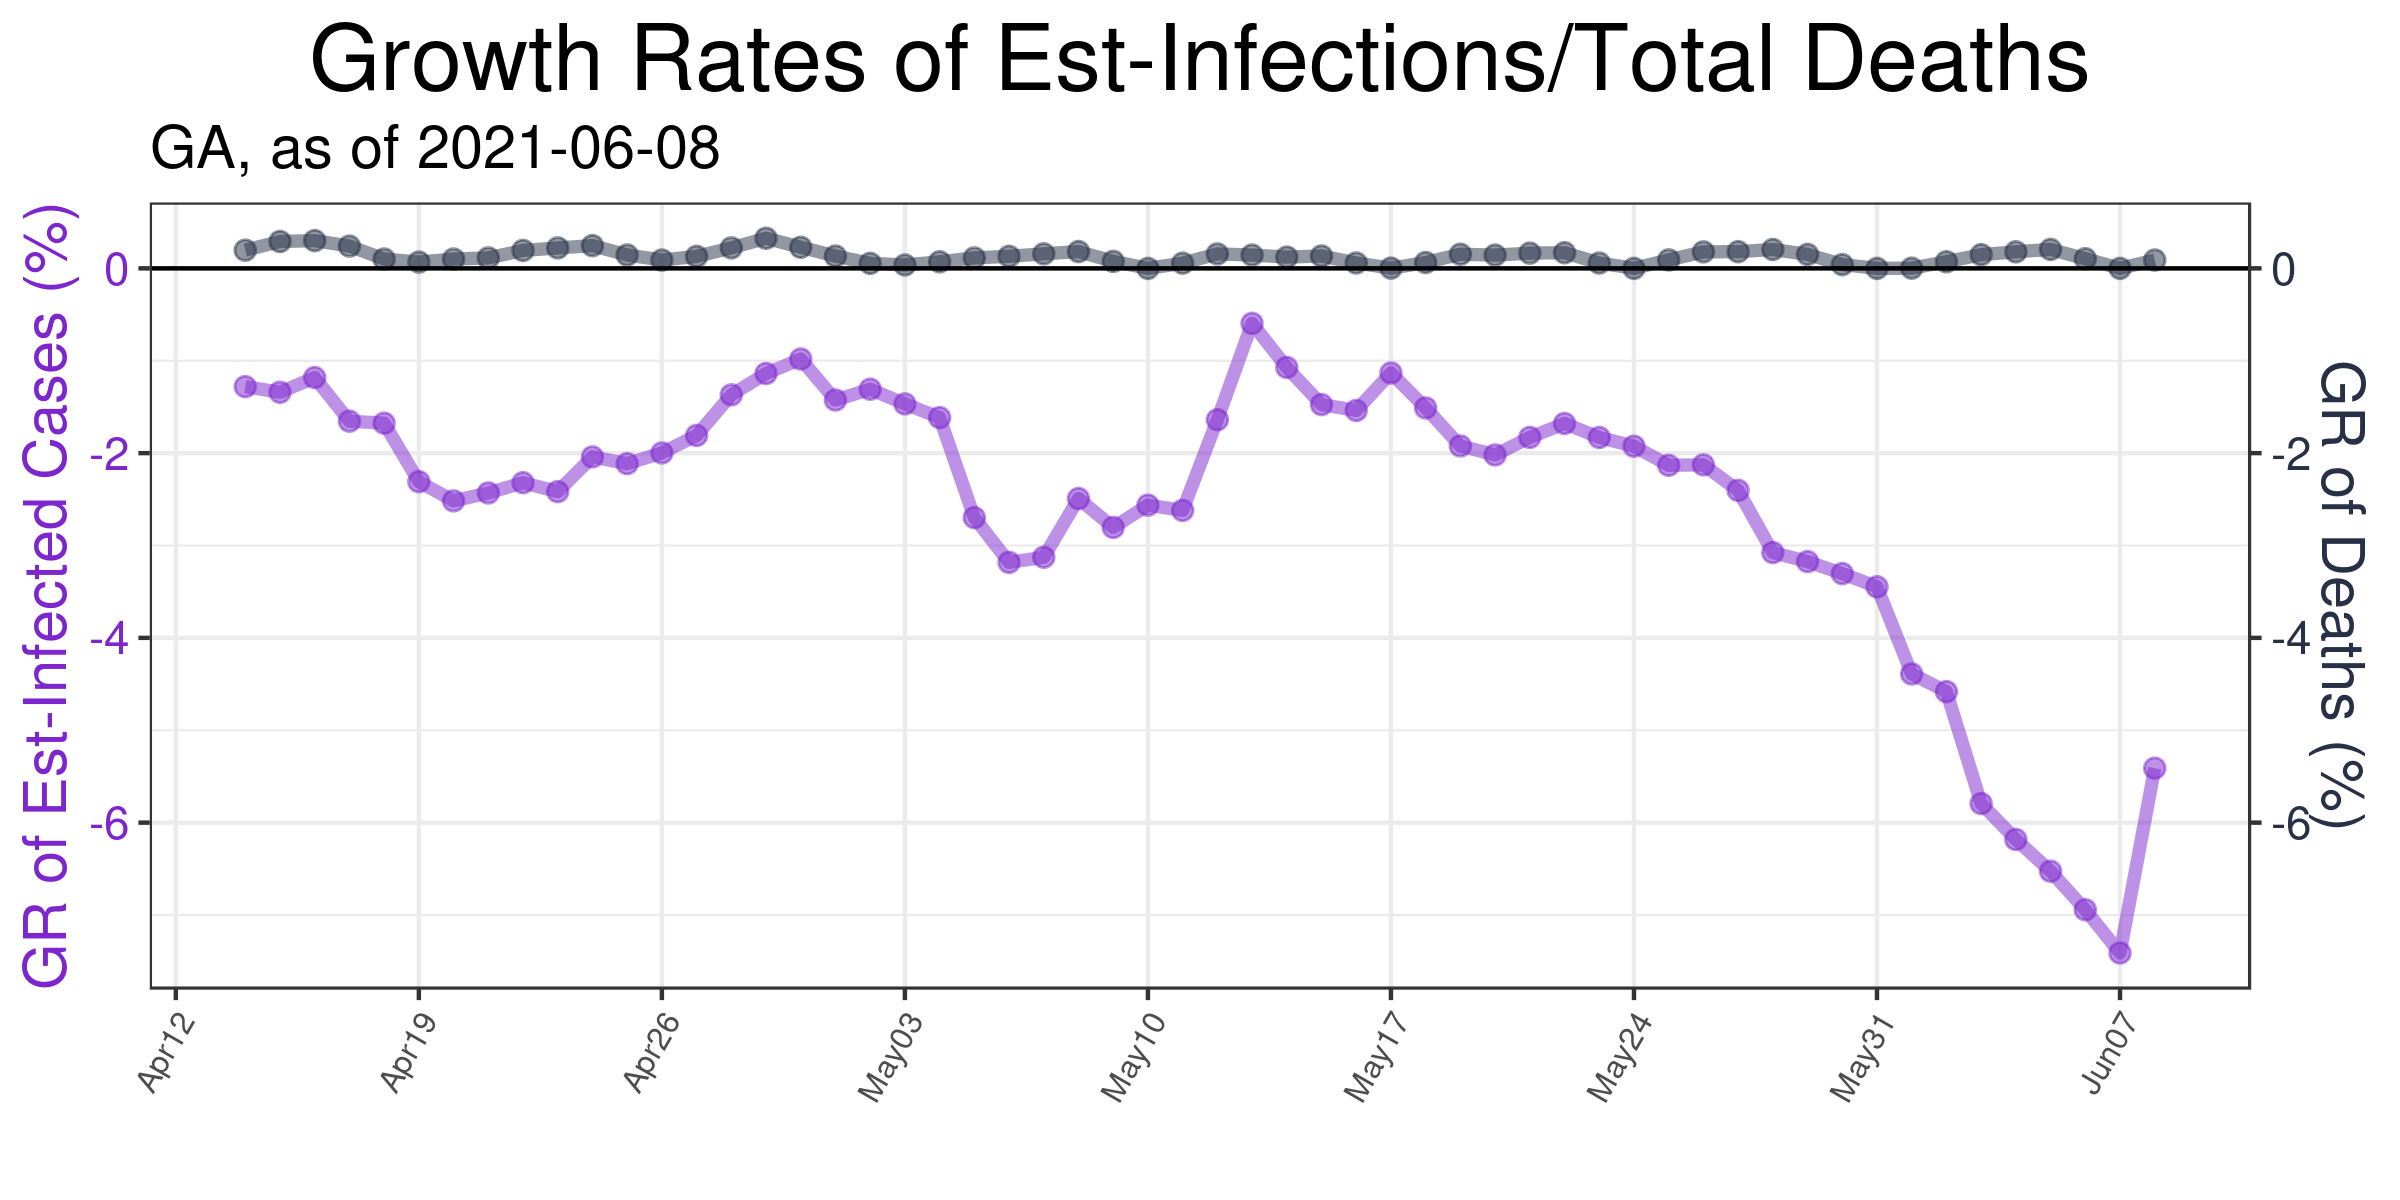 Growth Rates of Est-Infections/Total Deaths
GA, as of 2021-06-08
GR of Est-Infected Cases (%)
0
-2
-4
-6
0
-2
-4
-6
GR of Deaths (%)
Apr12
Apr19
Apr26
May03
May10
May17
May24
May31
Jun07